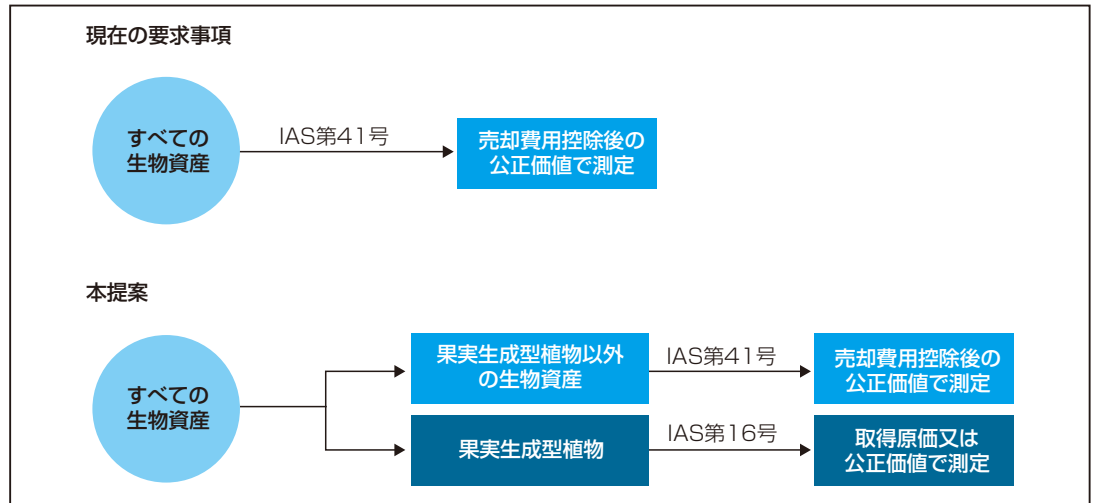 現在の要求事項
すべての
生物資産
IAS第41号
売却費用控除後の
公正価値で測定
本提案
すべての
生物資産
果実生成型植物以外
の生物資産
IAS第41号
売却費用控除後の
公正価値で測定
果実生成型植物
IAS第16号
取得原価又は
公正価値で測定